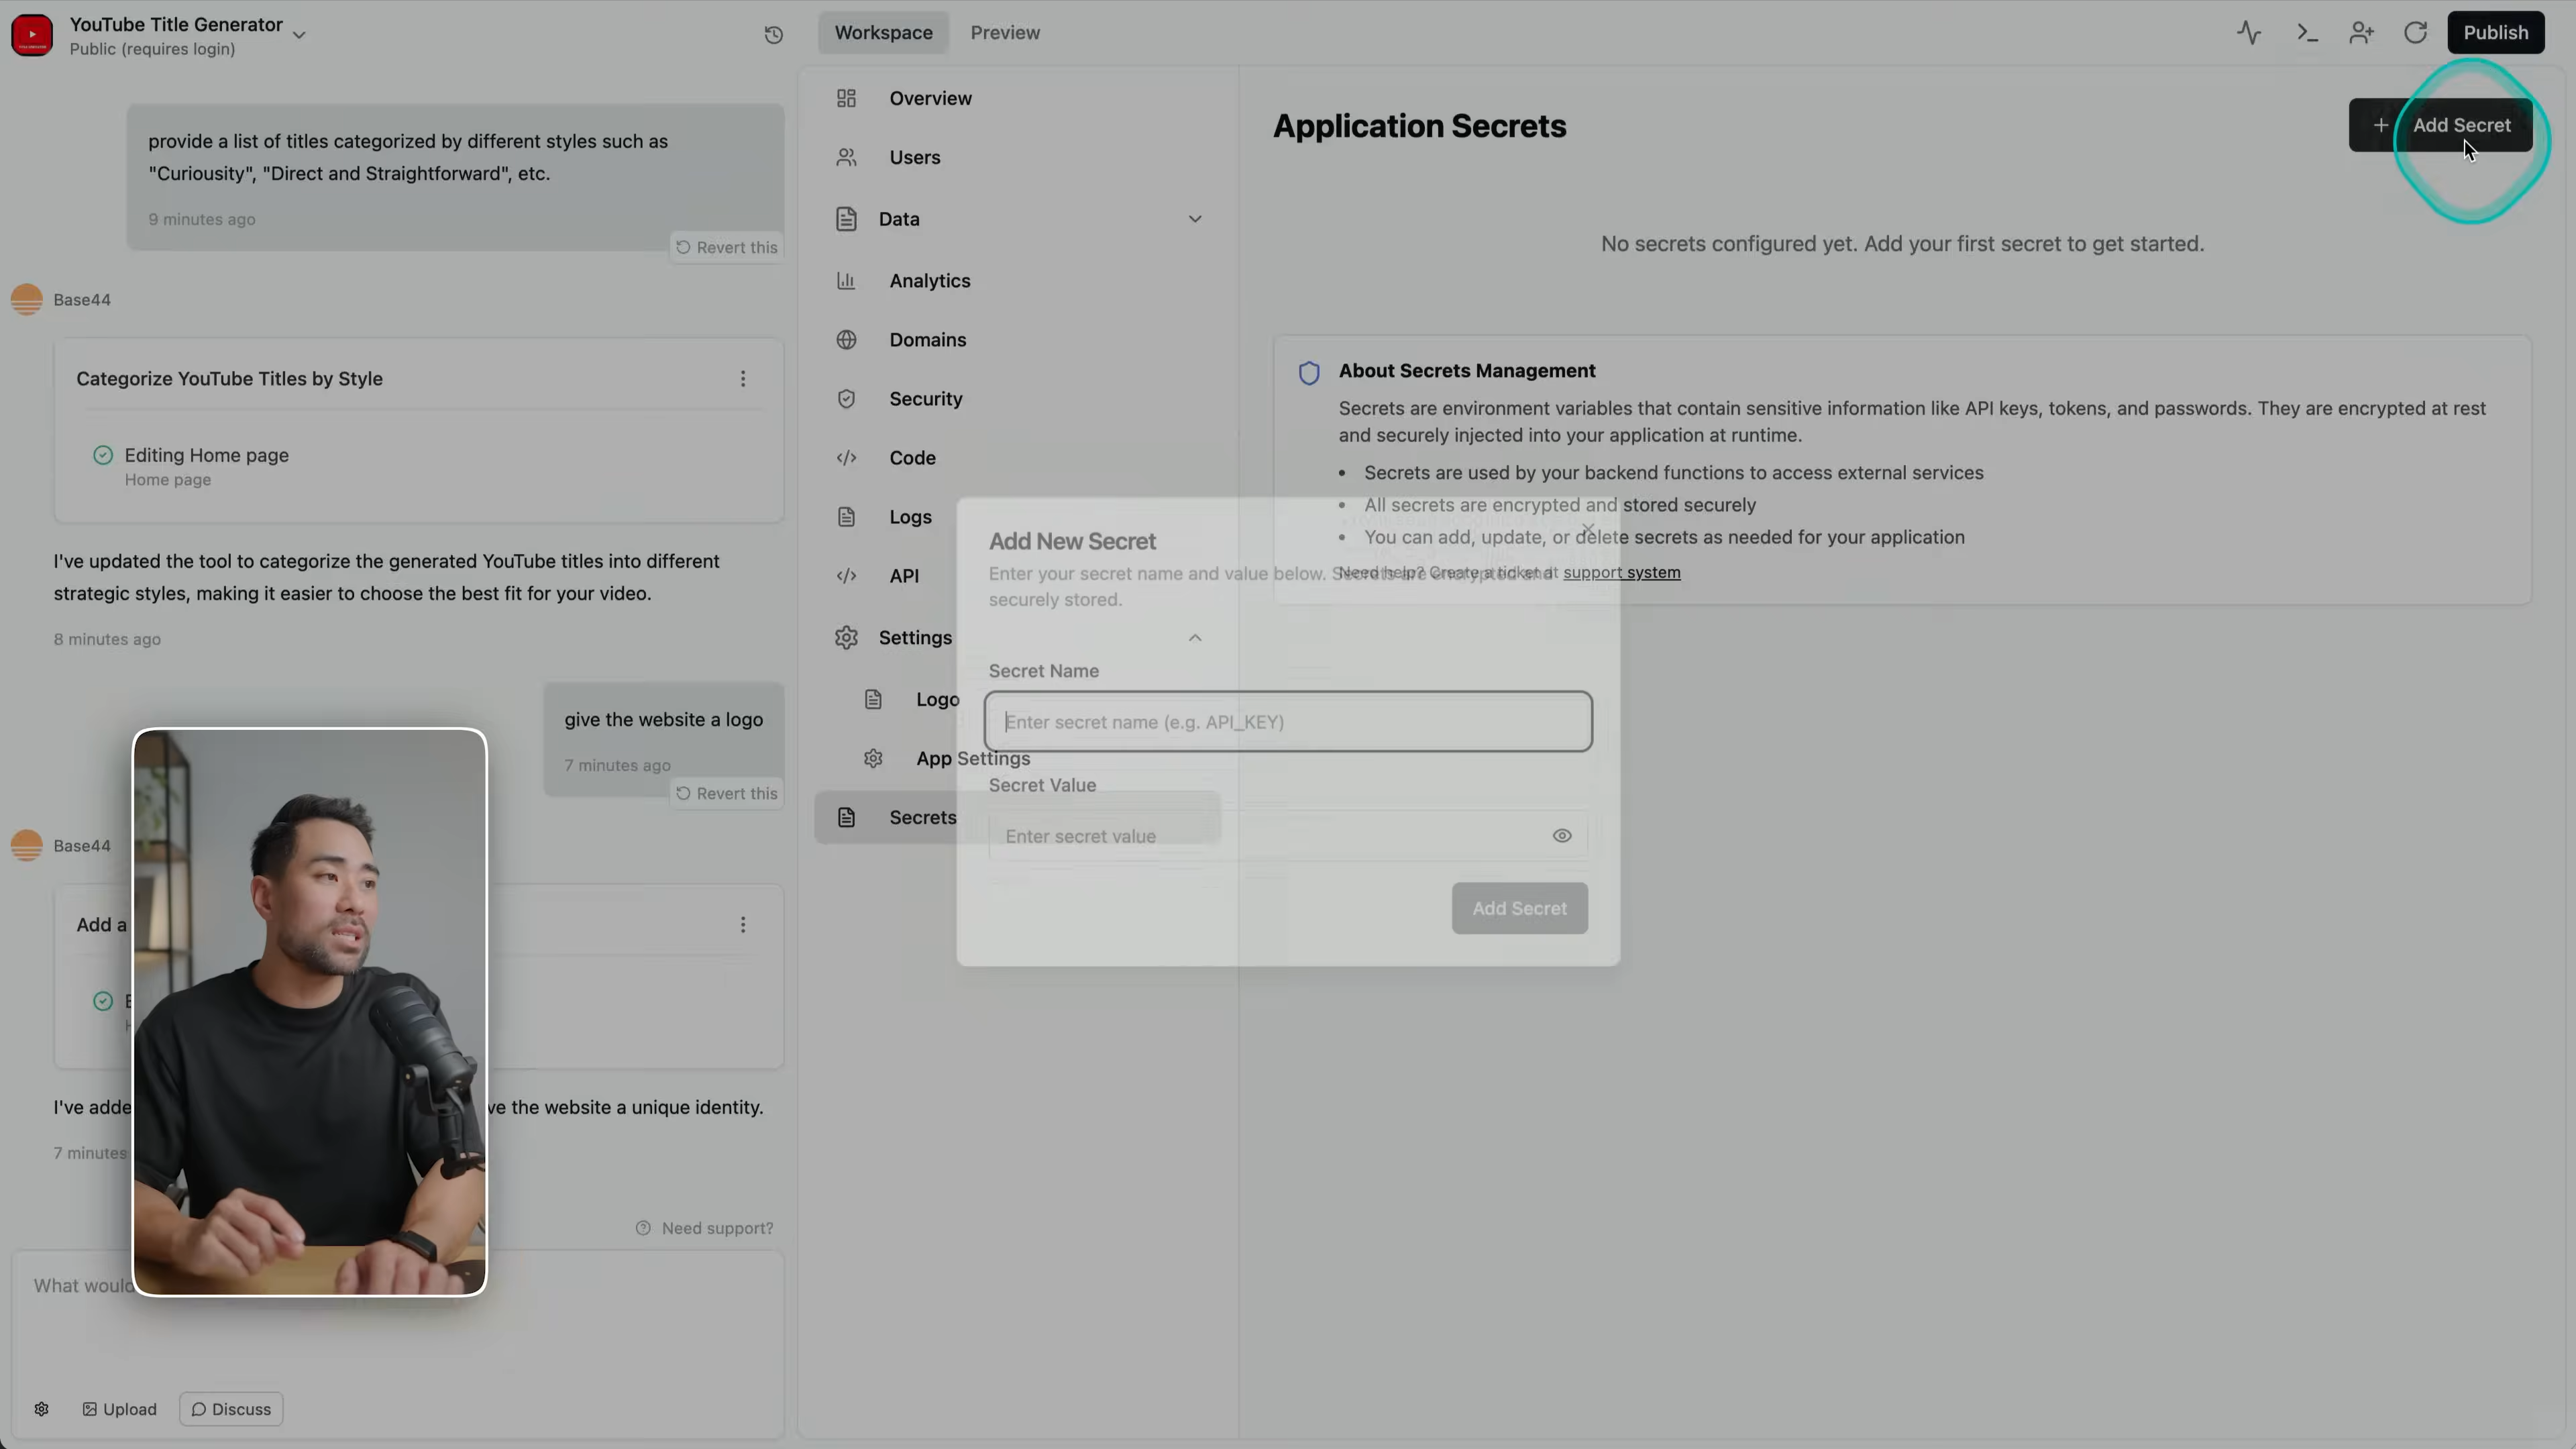 YouTube Title Generator
Public (requires login)
provide a list of titles categorized by different styles such as
"Curiousity", "Direct and Straightforward", etc.
9 minutes ago
Revert this
Base44
Categorize YouTube Titles by Style
Editing Home page
Home page
I've updated the tool to categorize the generated YouTube titles into different
strategic styles, making it easier to choose the best fit for your video.
8 minutes ago
give the website a logo
7 minutes ago
Revert this
Base44
Add a
I've adde
ve the website a unique identity.
7 minutes
Need support?
What would
Upload
Discuss
Workspace
Preview
Publish
Overview
Users
Data
Analytics
Domains
Security
Code
Logs
API
Settings
Logo
App Settings
Secrets
Application Secrets
Add Secret
No secrets configured yet. Add your first secret to get started.
About Secrets Management
Secrets are environment variables that contain sensitive information like API keys, tokens, and passwords. They are encrypted at rest
and securely injected into your application at runtime.
• Secrets are used by your backend functions to access external services
• All secrets are encrypted and stored securely
• You can add, update, or delete secrets as needed for your application
Need help? Create a ticket at support system
Add New Secret
Enter your secret name and value below. Secrets are encrypted and
securely stored.
Secret Name
Enter secret name (e.g. API_KEY)
Secret Value
Enter secret value
Add Secret